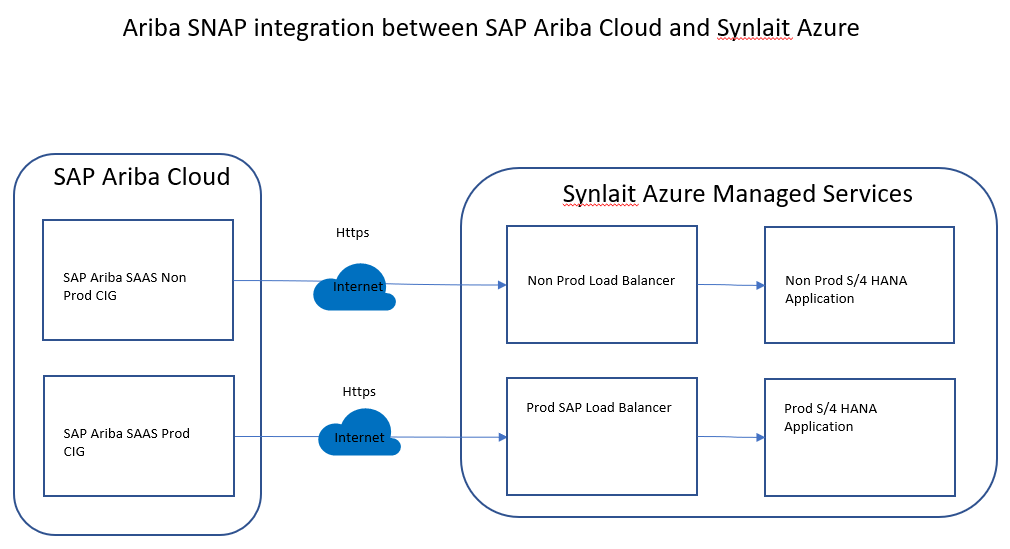 Ariba SNAP integration between SAP Ariba Cloud and Synlait Azure
SAP Ariba Cloud
SAP Ariba SAAS Non
Prod CIG
SAP Ariba SAAS Prod
CIG
Https
Internet
Https
Internet
Synlait Azure Managed Services
Non Prod Load Balancer
Non Prod S/4 HANA
Application
Prod SAP Load Balancer
Prod S/4 HANA
Application